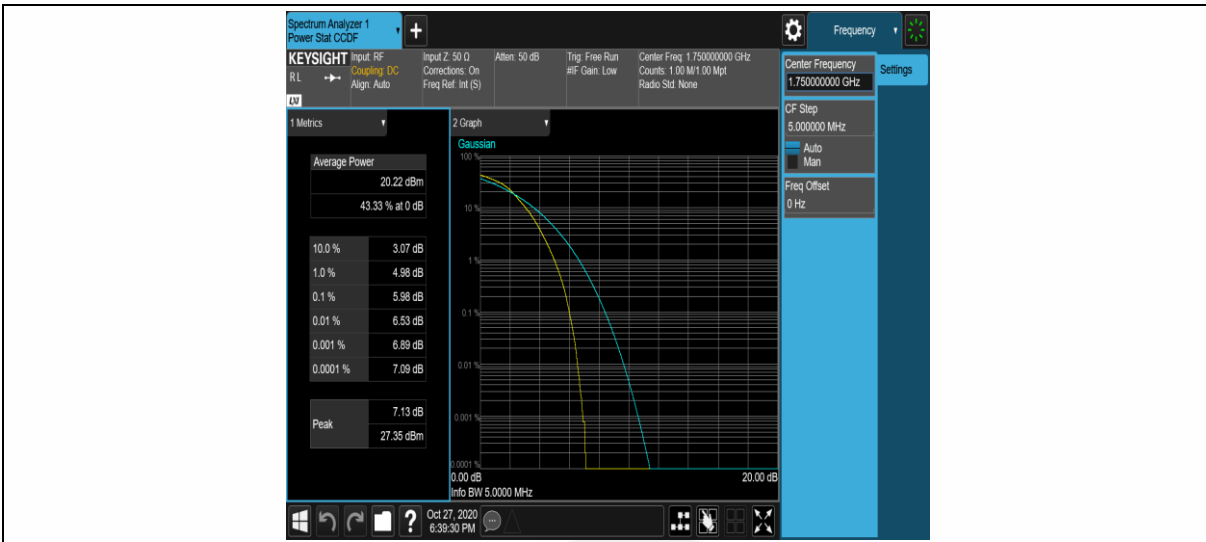 Spectrum Analyzer 1
Power Stat CCDF
+
Frequency
KEYSIGHT
RL
LXI
Input: RF
Coupling: DC
Align: Auto
Input Z: 50 Ω
Corrections: On
Freq Ref: Int (S)
Atten: 50 dB
Trig: Free Run
#IF Gain: Low
Center Freq: 1.750000000 GHz
Counts: 1.00 M/1.00 Mpt
Radio Std: None
Center Frequency
1.750000000 GHz
Settings
CF Step
5.000000 MHz
Auto
Man
Freq Offset
0 Hz
1 Metrics
Average Power
20.22 dBm
43.33 % at 0 dB
10.0 % 3.07 dB
1.0 % 4.98 dB
0.1 % 5.98 dB
0.01 % 6.53 dB
0.001 % 6.89 dB
0.0001 % 7.09 dB
Peak
7.13 dB
27.35 dBm
2 Graph
Gaussian
100 %
10 %
1 %
0.1 %
0.01 %
0.001 %
0.0001 %
0.00 dB 20.00 dB
Info BW 5.0000 MHz
?
Oct 27, 2020
6:39:30 PM